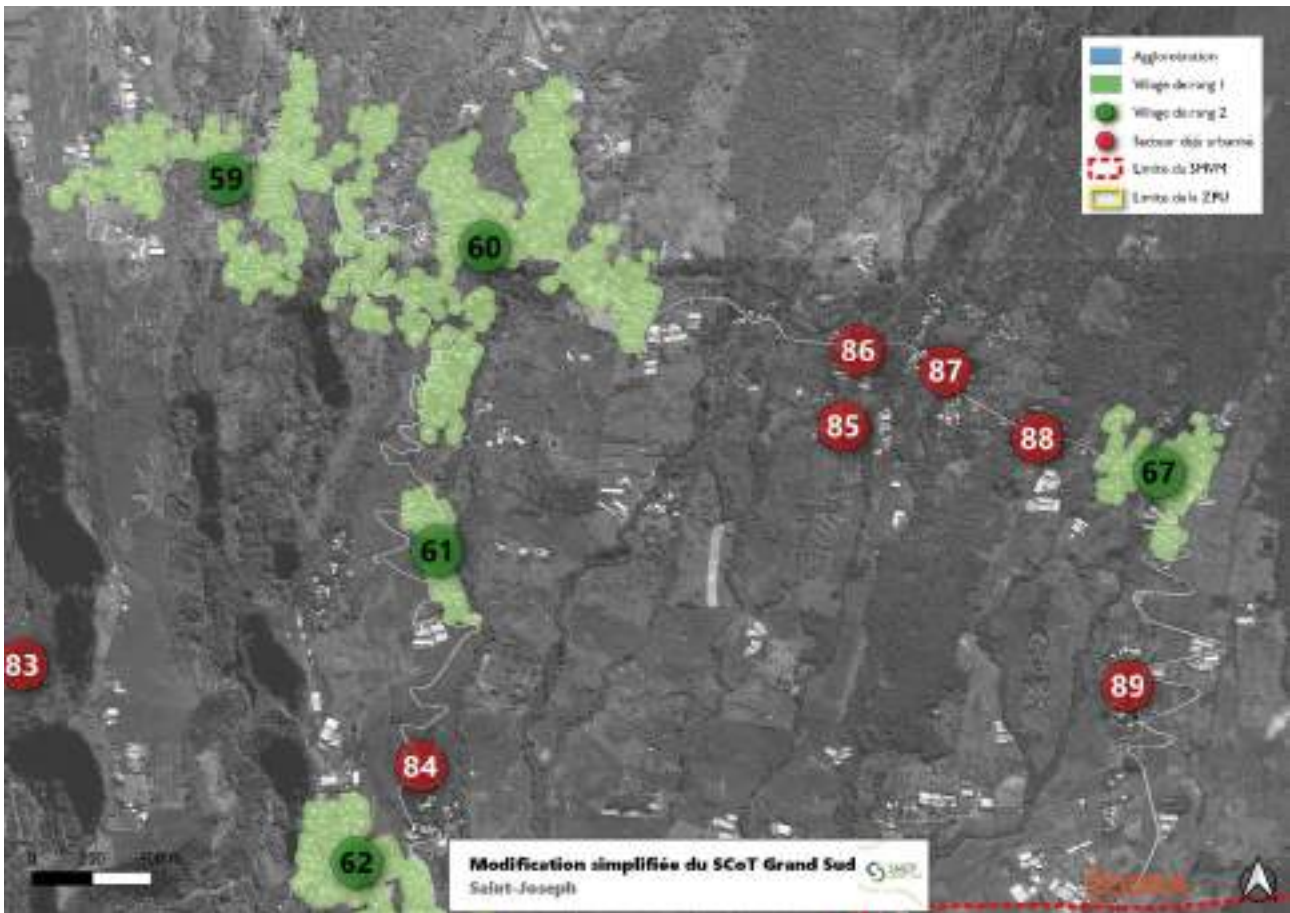 Agglomération
Village de rang 1
Village de rang 2
Secteur déjà urbanisé
Limite du SMVM
Limite de la ZPU
59
60
86
87
85
88
67
61
83
89
84
62
0
Modification simplifiée du SCoT Grand Sud
Saint-Joseph